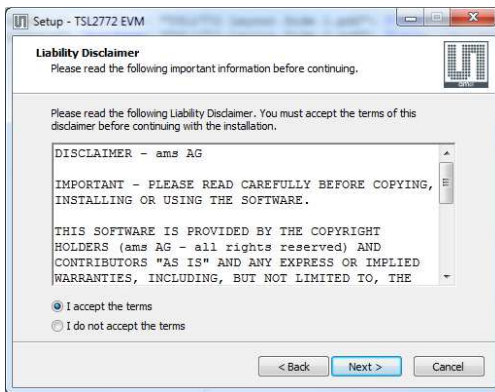 Setup - TSL2772 EVM
Liability Disclaimer
Please read the following important information before continuing.
Please read the following Liability Disclaimer. You must accept the terms of this
disclaimer before continuing with the installation.
DISCLAIMER - ams AG
IMPORTANT - PLEASE READ CAREFULLY BEFORE COPYING,
INSTALLING OR USING THE SOFTWARE.
THIS SOFTWARE IS PROVIDED BY THE COPYRIGHT
HOLDERS (ams AG - all rights reserved) AND
CONTRIBUTORS "AS IS" AND ANY EXPRESS OR IMPLIED
WARRANTIES, INCLUDING, BUT NOT LIMITED TO, THE
I accept the terms
I do not accept the terms
< Back
Next >
Cancel